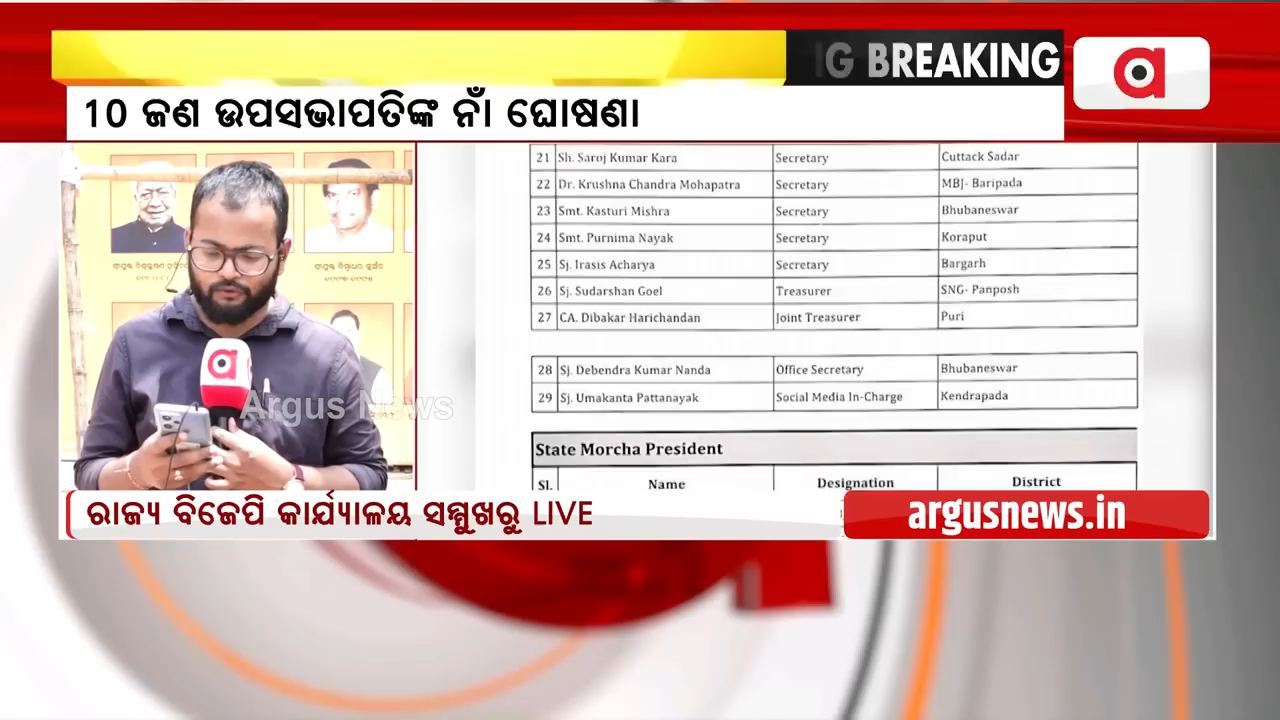 IG BREAKING
10 ଜଣ ଉପସଭାପତିଙ୍କ ନାଁ ଘୋଷଣା
21 Sh. Saroj Kumar Kara Secretary Cuttack Sadar
22 Dr. Krushna Chandra Mohapatra Secretary MBJ- Baripada
23 Smt. Kasturi Mishra Secretary Bhubaneswar
24 Smt. Purnima Nayak Secretary Koraput
25 Sj. Irasis Acharya Secretary Bargarh
26 Sj. Sudarshan Goel Treasurer SNG- Panposh
27 CA. Dibakar Harichandan Joint Treasurer Puri
28 Sj. Debendra Kumar Nanda Office Secretary Bhubaneswar
29 Sj. Umakanta Pattanayak Social Media In-Charge Kendrapada
State Morcha President
Sl. Name Designation District
Argus News
ରାଜ୍ୟ ବିଜେପି କାର୍ଯ୍ୟାଳୟ ସମ୍ମୁଖରୁ LIVE
argusnews.in